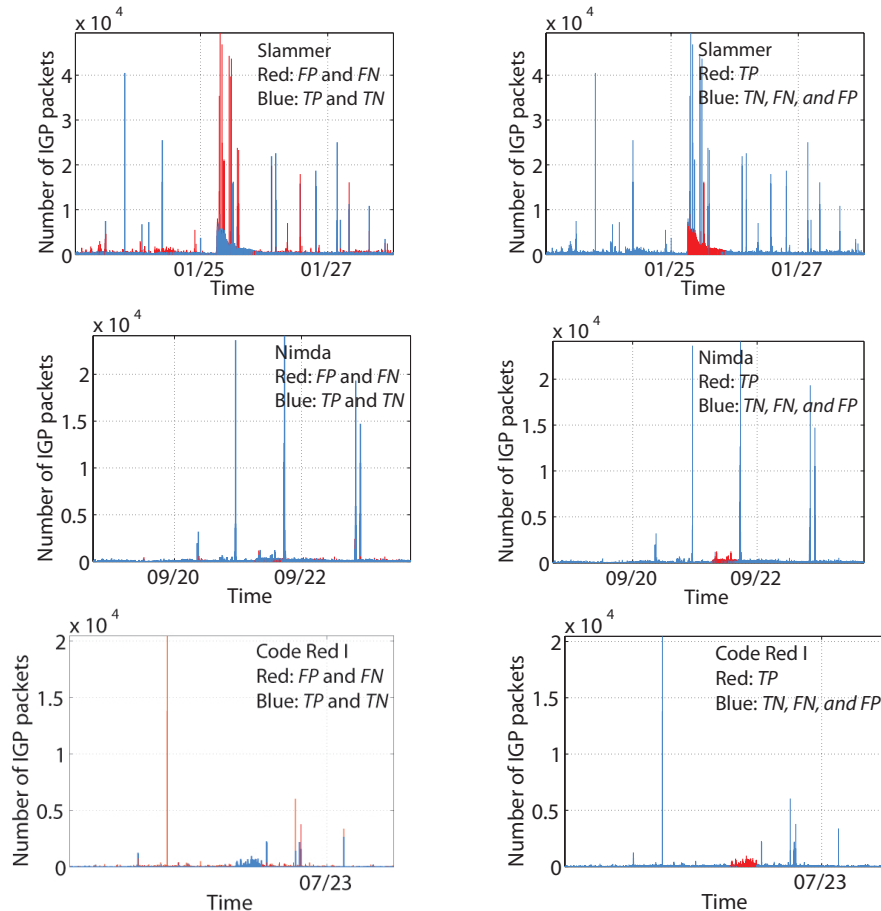 x 10 4
Number of IGP packets
4
3
2
1
0
Slammer
Red: FP and FN
Blue: TP and TN
01/25
01/27
Time
x 10 4
Number of IGP packets
4
3
2
1
0
Slammer
Red: TP
Blue: TN, FN, and FP
01/25
01/27
Time
x 10 4
Number of IGP packets
2
1.5
1
0.5
0
Nimda
Red: FP and FN
Blue: TP and TN
09/20
09/22
Time
x 10 4
Number of IGP packets
2
1.5
1
0.5
0
Nimda
Red: TP
Blue: TN, FN, and FP
09/20
09/22
Time
x 10 4
Number of IGP packets
2
1.5
1
0.5
0
Code Red I
Red: FP and FN
Blue: TP and TN
07/23
Time
x 10 4
Number of IGP packets
2
1.5
1
0.5
0
Code Red I
Red: TP
Blue: TN, FN, and FP
07/23
Time